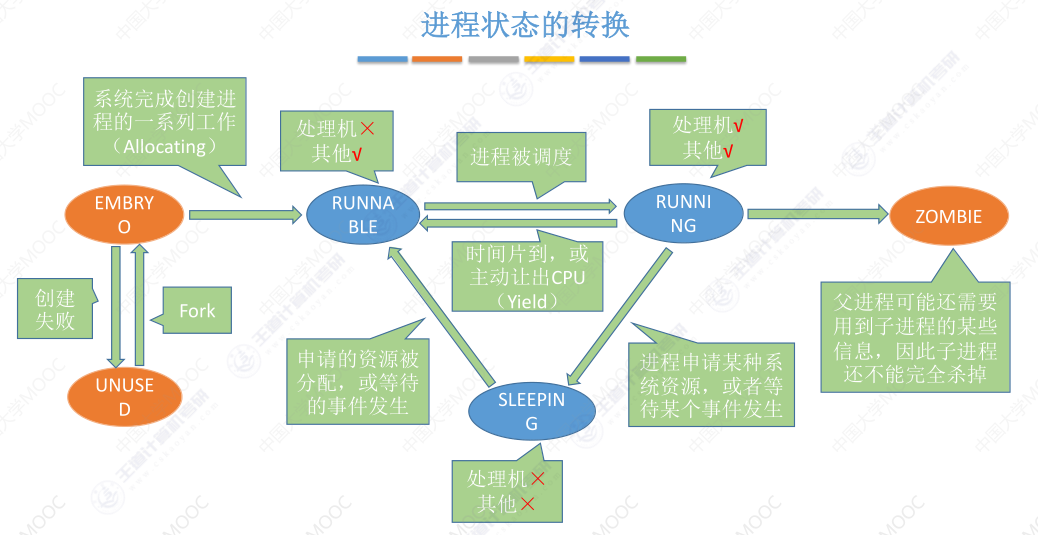 进程状态的转换
系统完成创建进
程的一系列工作
（Allocating）
处理机×
其他√
进程被调度
处理机√
其他√
EMBRY
O
RUNNA
BLE
RUNNI
NG
ZOMBIE
时间片到，或
主动让出CPU
（Yield）
创建
失败
Fork
父进程可能还需要
用到子进程的某些
信息，因此子进程
还不能完全杀掉
申请的资源被
分配，或等待
的事件发生
进程申请某种系
统资源，或者等
待某个事件发生
UNUSE
D
SLEEPIN
G
处理机×
其他×
中国大学MOOC
王道计算机考研